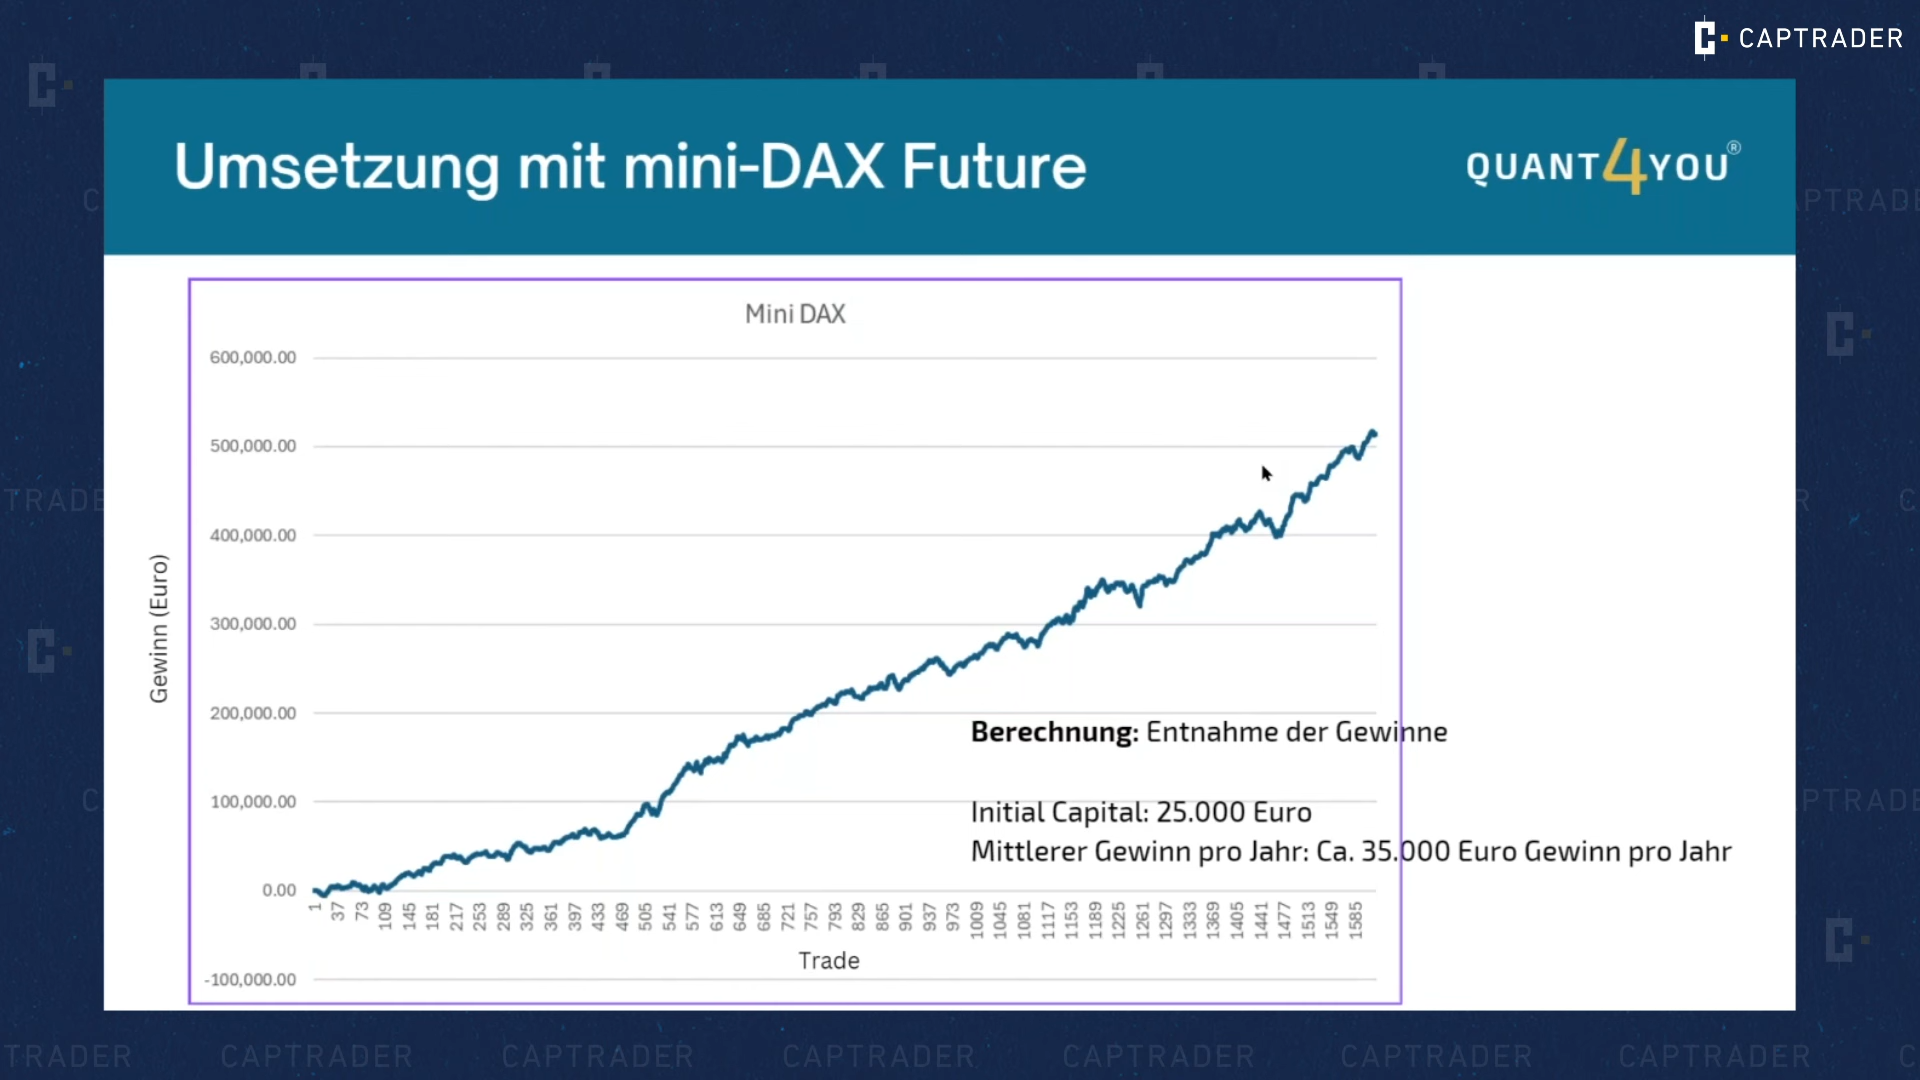 CAPTRADER
Umsetzung mit mini-DAX Future
QUANT4YOU®
Mini DAX
600,000.00
500,000.00
400,000.00
300,000.00
200,000.00
100,000.00
0.00
-100,000.00
Gewinn (Euro)
1 37 73 109 145 181 217 253 289 325 361 397 433 469 505 541 577 613 649 685 721 757 793 829 865 901 937 973 1009 1045 1081 1117 1153 1189 1225 1261 1297 1333 1369 1405 1441 1477 1513 1549 1585
Trade
Berechnung: Entnahme der Gewinne
Initial Capital: 25.000 Euro
Mittlerer Gewinn pro Jahr: Ca. 35.000 Euro Gewinn pro Jahr
TRADER CAPTRADER CAPTRADER CAPTRADER CAPTRADER CAPTRADER CAPTRADER